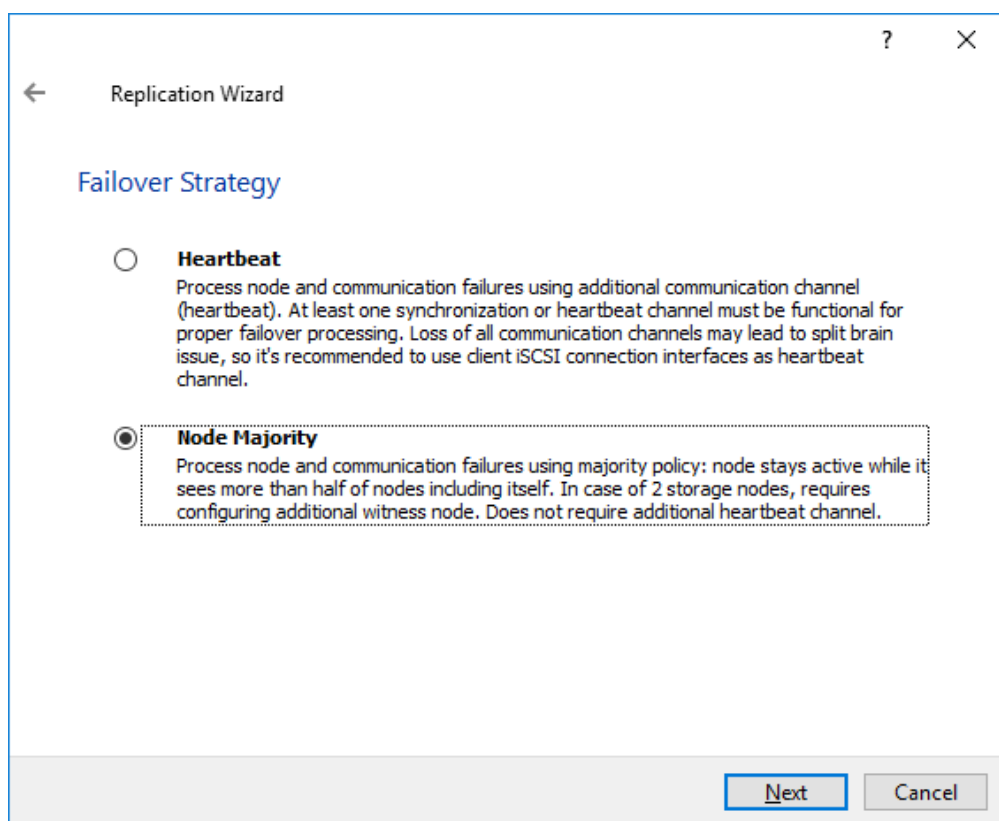 ?
Replication Wizard
Failover Strategy
Heartbeat
Process node and communication failures using additional communication channel
(heartbeat). At least one synchronization or heartbeat channel must be functional for
proper failover processing. Loss of all communication channels may lead to split brain
issue, so it's recommended to use client iSCSI connection interfaces as heartbeat
channel.
Node Majority
Process node and communication failures using majority policy: node stays active while it
sees more than half of nodes including itself. In case of 2 storage nodes, requires
configuring additional witness node. Does not require additional heartbeat channel.
Next Cancel